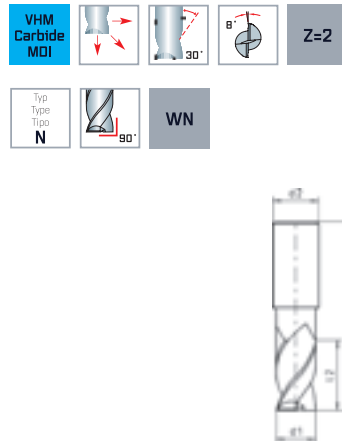 VHM
Carbide
MDI
30°
8°
Z=2
Typ
Type
Tipo
N
90°
WN
d2
l2
d1